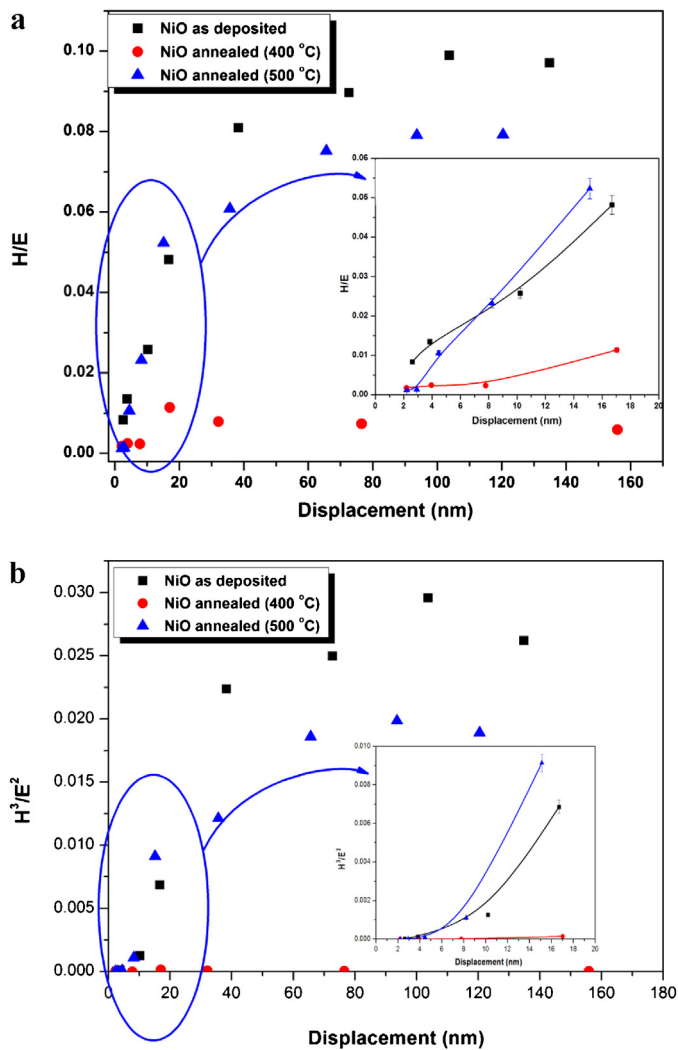 a
NiO as deposited
NiO annealed (400 °C)
NiO annealed (500 °C)
0.10
0.08
0.06
0.04
0.02
0.00
H/E
0 20 40 60 80 100 120 140 160
Displacement (nm)
0.06
0.05
0.04
0.03
0.02
0.01
0.00
H/E
0 2 4 6 8 10 12 14 16 18 20
Displacement (nm)
b
NiO as deposited
NiO annealed (400 °C)
NiO annealed (500 °C)
0.030
0.025
0.020
0.015
0.010
0.005
0.000
H³/E²
0 20 40 60 80 100 120 140 160 180
Displacement (nm)
0.010
0.008
0.006
0.004
0.002
0.000
H³/E²
0 2 4 6 8 10 12 14 16 18 20
Displacement (nm)